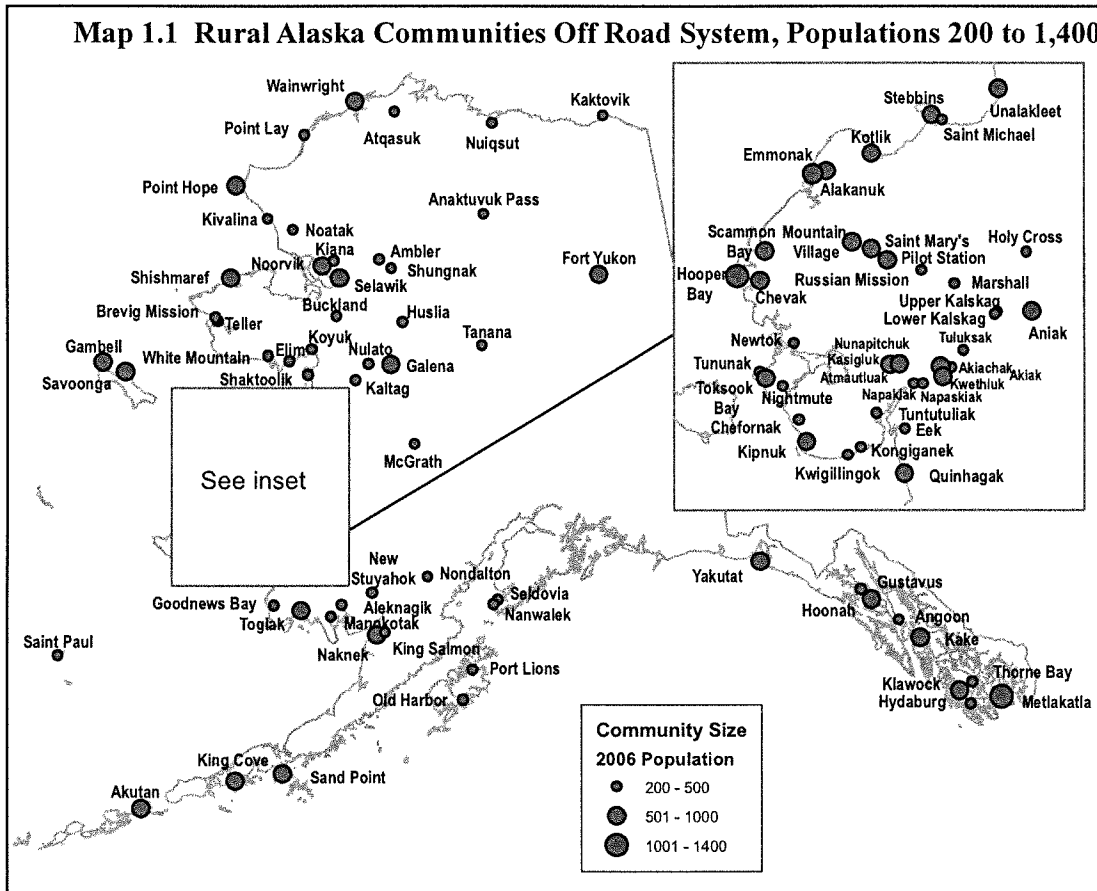 Map 1.1 Rural Alaska Communities Off Road System, Populations 200 to 1,400
Wainwright
Kaktovik
Point Lay
Atqasuk
Nuiqsut
Point Hope
Anaktuvuk Pass
Kivalina
Noatak
Kiana
Ambler
Noorvik
Shungnak
Fort Yukon
Shishmaref
Selawik
Buckland
Huslia
Brevig Mission
Teller
Koyuk
Tanana
Gambell
White Mountain
Elim
Nulato
Galena
Savoonga
Shaktoolik
Kaltag
McGrath
See inset
Stebbins
Unalakleet
Saint Michael
Kotlik
Emmonak
Alakanuk
Scammon
Bay
Mountain
Village
Saint Mary's
Pilot Station
Holy Cross
Hooper
Bay
Chevak
Russian Mission
Marshall
Upper Kalskag
Lower Kalskag
Aniak
Newtok
Nunapitchuk
Tuluksak
Kasigluk
Tununak
Atmautluak
Akiachak
Akiak
Kwethluk
Toksook
Bay
Nightmute
Napakiak
Napaskiak
Chefornak
Tuntutuliak
Eek
Kipnuk
Kongiganek
Kwigillingok
Quinhagak
New
Stuyahok
Nondalton
Yakutat
Goodnews Bay
Aleknagik
Seldovia
Nanwalek
Gustavus
Hoonah
Togiak
Manokotak
Angoon
Saint Paul
Naknek
King Salmon
Kake
Port Lions
Thorne Bay
Klawock
Old Harbor
Hydaburg
Metlakatla
King Cove
Sand Point
Akutan
Community Size
2006 Population
200 - 500
501 - 1000
1001 - 1400